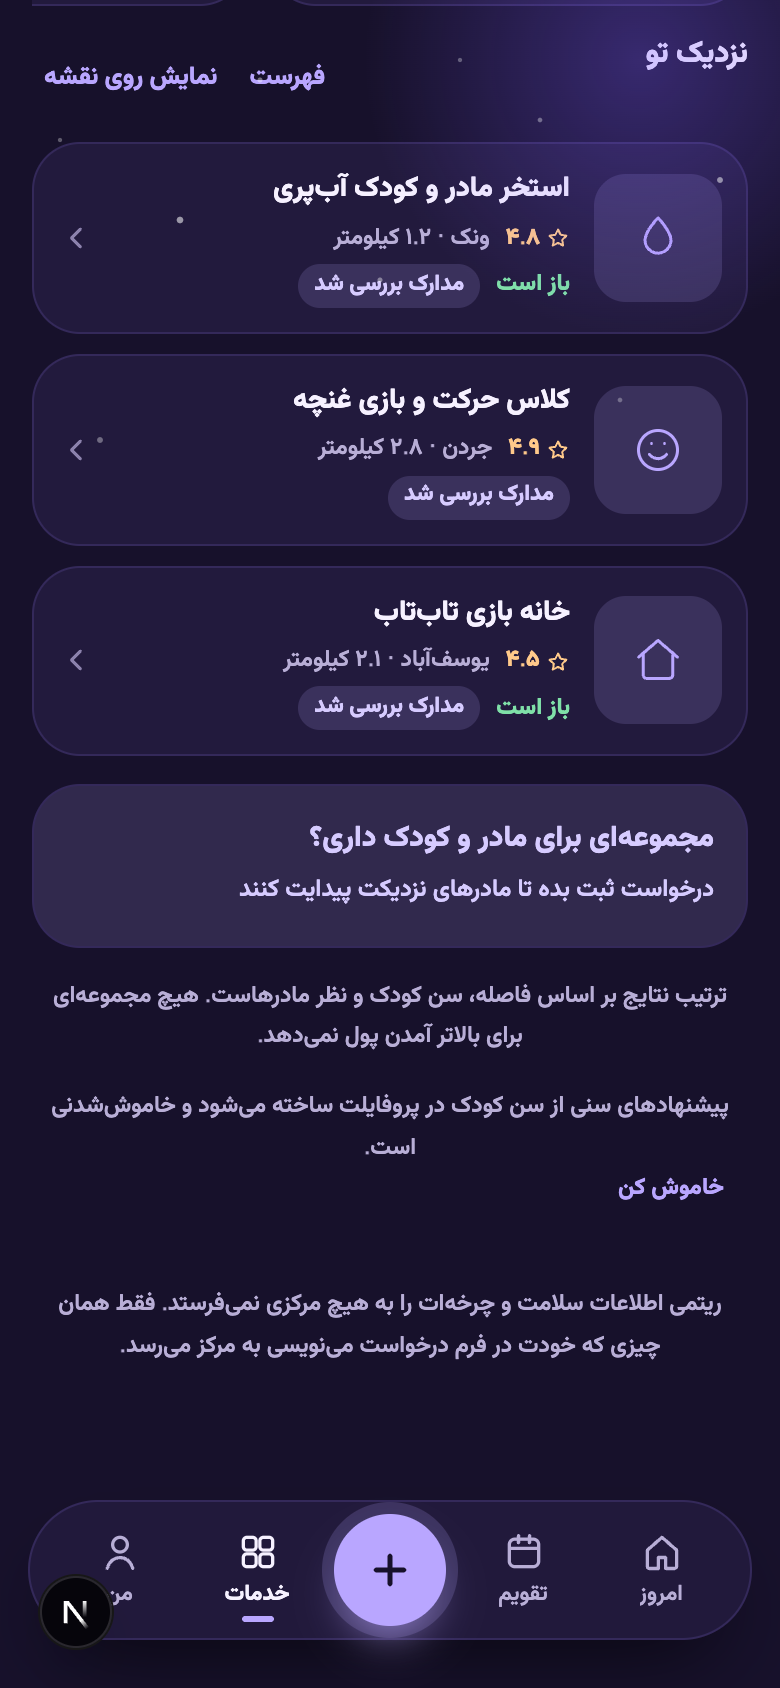 نزدیک تو
فهرست
نمایش روی نقشه
استخر مادر و کودک آب‌پری
۴.۸ ونک · ۱.۲ کیلومتر
باز است مدارک بررسی شد
کلاس حرکت و بازی غنچه
۴.۹ جردن · ۲.۸ کیلومتر
مدارک بررسی شد
خانه بازی تاب‌تاب
۴.۵ یوسف‌آباد · ۲.۱ کیلومتر
باز است مدارک بررسی شد
مجموعه‌ای برای مادر و کودک داری؟
درخواست ثبت بده تا مادرهای نزدیکت پیدایت کنند
ترتیب نتایج بر اساس فاصله، سن کودک و نظر مادرهاست. هیچ مجموعه‌ای
برای بالاتر آمدن پول نمی‌دهد.
پیشنهادهای سنی از سن کودک در پروفایلت ساخته می‌شود و خاموش‌شدنی
است.
خاموش کن
ریتمی اطلاعات سلامت و چرخه‌ات را به هیچ مرکزی نمی‌فرستد. فقط همان
چیزی که خودت در فرم درخواست می‌نویسی به مرکز می‌رسد.
امروز
تقویم
خدمات
من
N